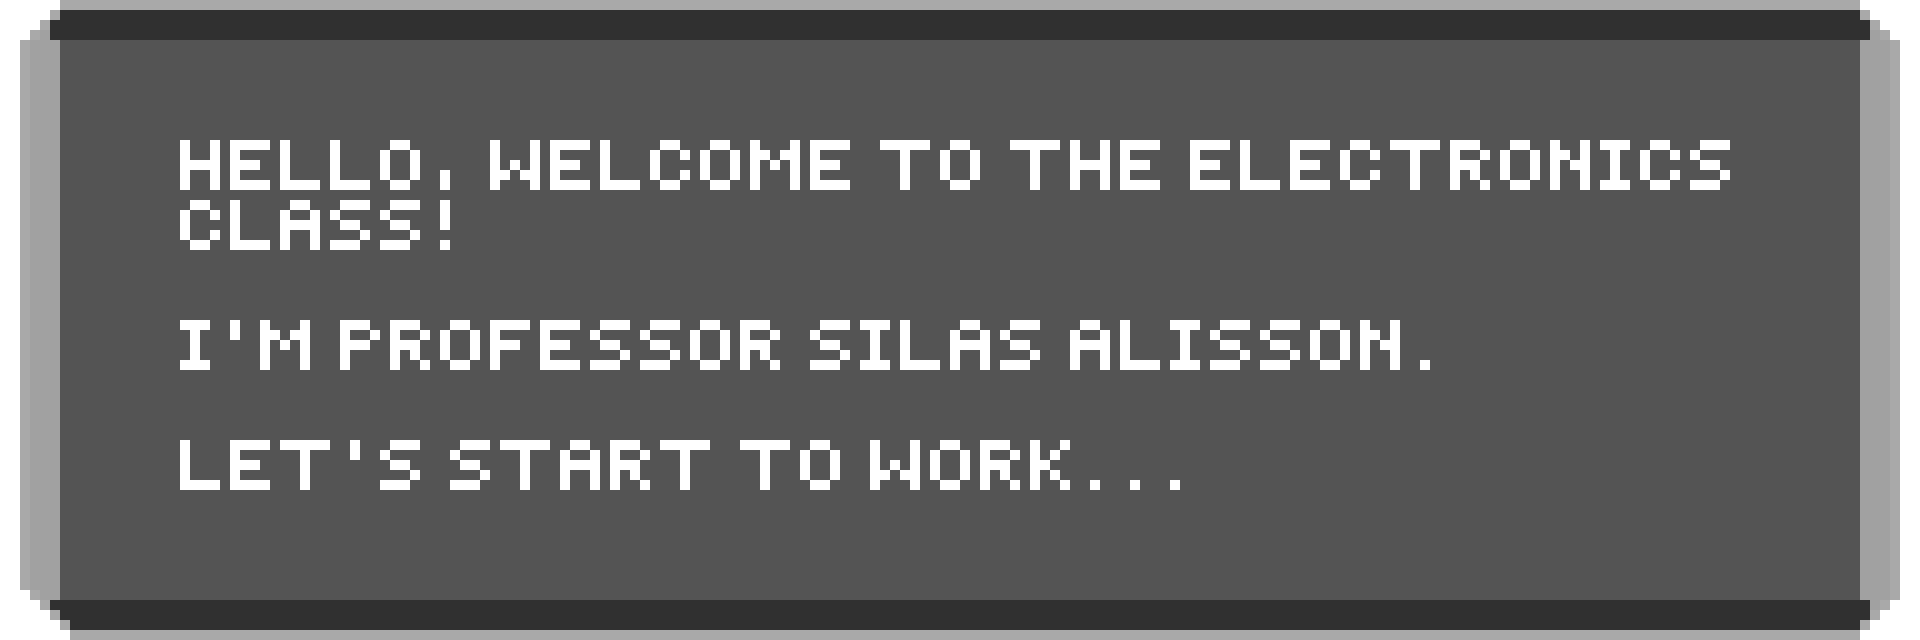 HELLO, WELCOME TO THE ELECTRONICS
CLASS!
I'M PROFESSOR SILAS ALISSON.
LET'S START TO WORK...